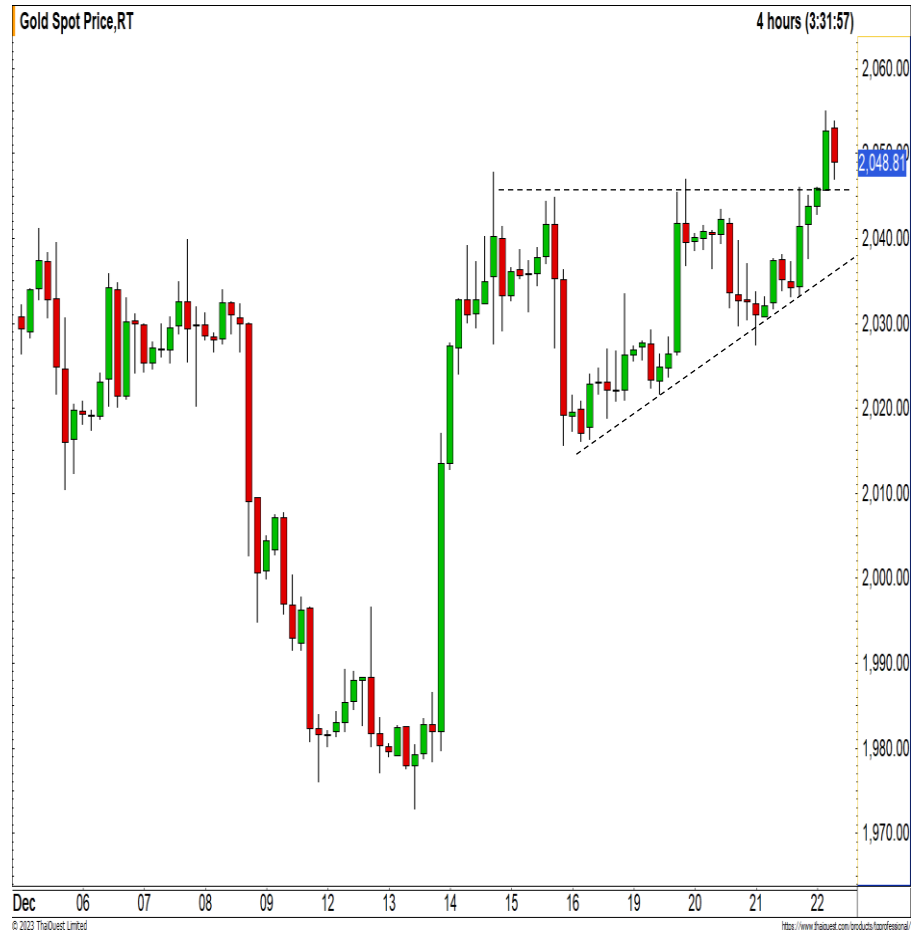 Gold Spot Price,RT
4 hours (3:31:57)
2,060.00
2,048.81
2,040.00
2,030.00
2,020.00
2,010.00
2,000.00
1,990.00
1,980.00
1,970.00
Dec 06 07 08 09 12 13 14 15 16 19 20 21 22
© 2023 ThaiQuest Limited
https://www.thaiquest.com/products/tqprofessional/